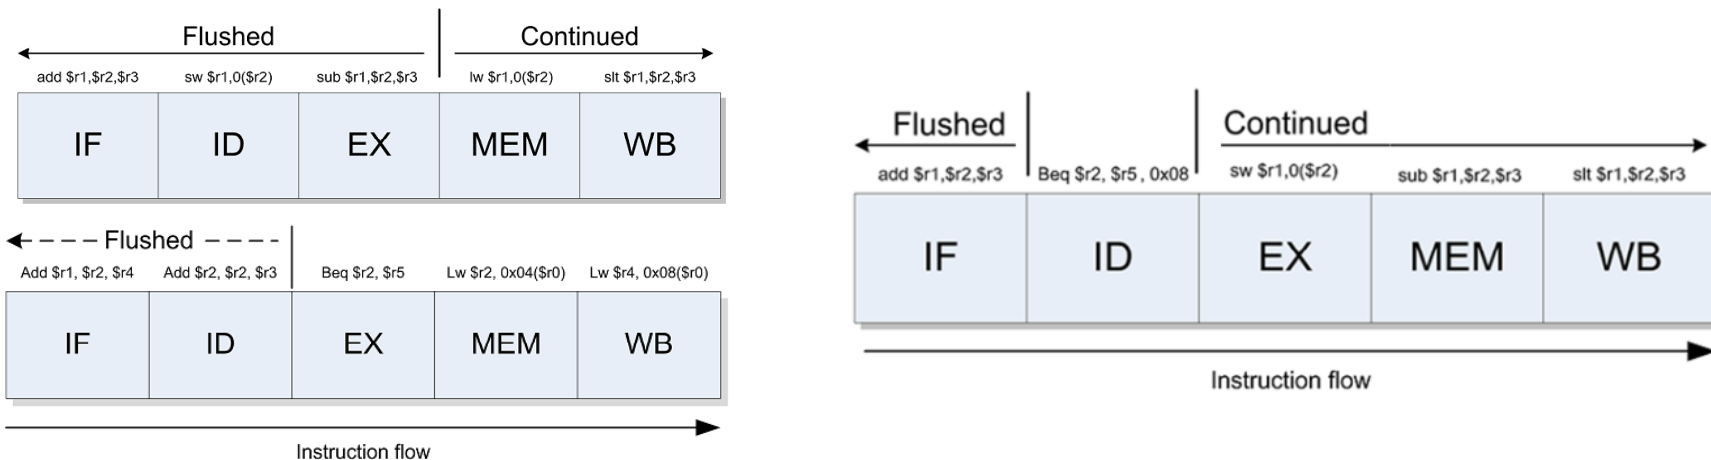 Flushed Continued
add $r1,$r2,$r3 sw $r1,0($r2) sub $r1,$r2,$r3 lw $r1,0($r2) slt $r1,$r2,$r3
IF ID EX MEM WB
Flushed
Add $r1, $r2, $r4 Add $r2, $r2, $r3 Beq $r2, $r5 Lw $r2, 0x04($r0) Lw $r4, 0x08($r0)
IF ID EX MEM WB
Instruction flow
Flushed Continued
add $r1,$r2,$r3 Beq $r2, $r5, 0x08 sw $r1,0($r2) sub $r1,$r2,$r3 slt $r1,$r2,$r3
IF ID EX MEM WB
Instruction flow